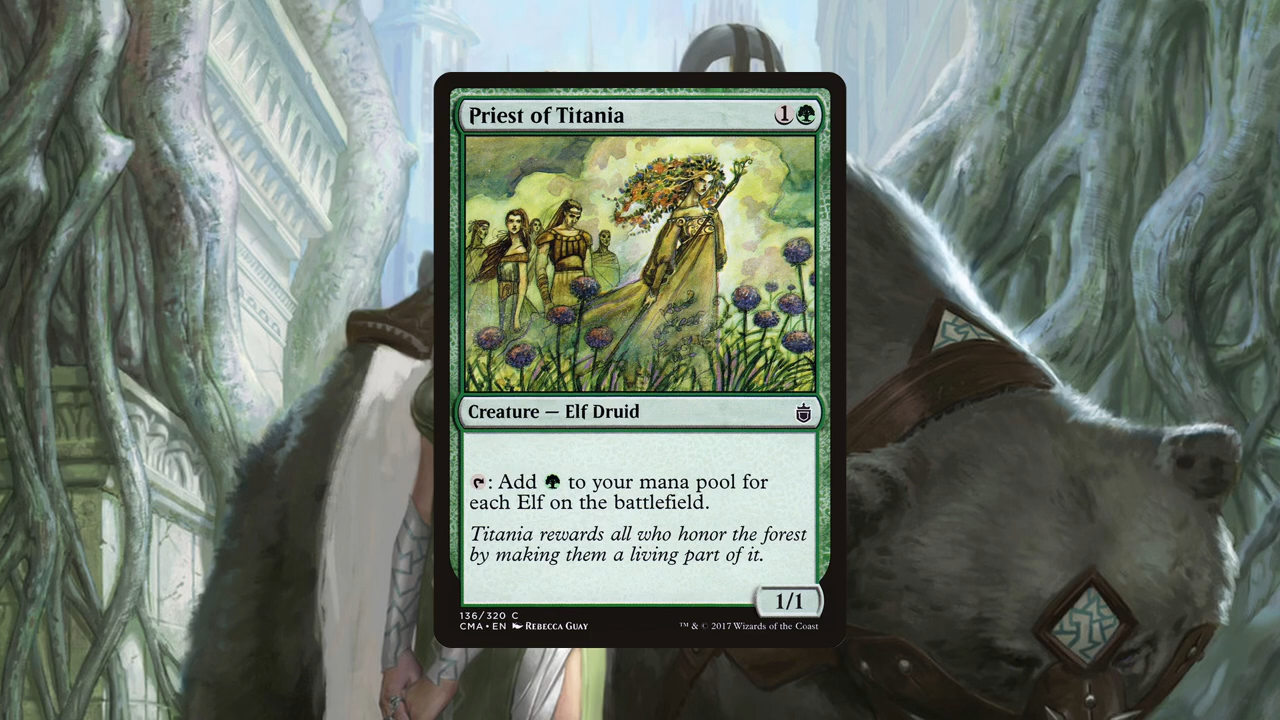 Priest of Titania 1
Creature — Elf Druid
: Add to your mana pool for
each Elf on the battlefield.
Titania rewards all who honor the forest
by making them a living part of it.
1/1
136/320 C
CMA • EN Rebecca Guay
™ & © 2017 Wizards of the Coast